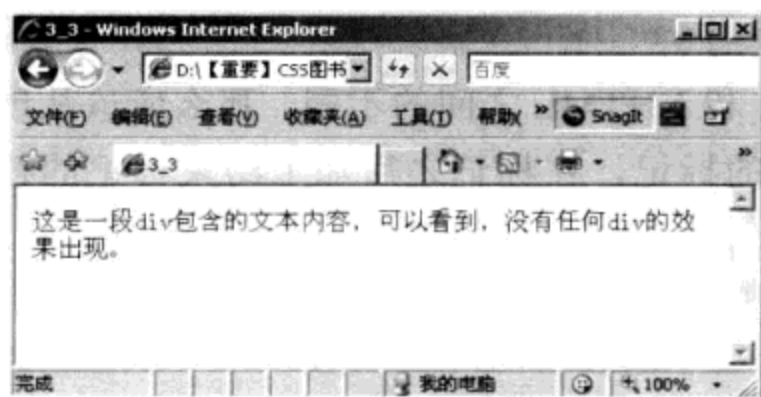 3_3 - Windows Internet Explorer
D:\【重要】CSS图书
百度
文件(F) 编辑(E) 查看(V) 收藏夹(A) 工具(T) 帮助( » SnagIt
3_3 »
这是一段div包含的文本内容，可以看到，没有任何div的效
果出现。
完成 我的电脑 100%